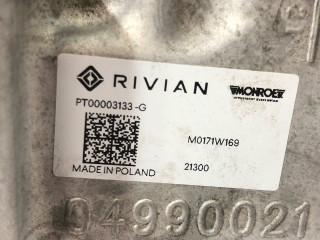 RIVIAN MONROE
PT00003133-G
M0171W169
MADE IN POLAND 21300
04990021